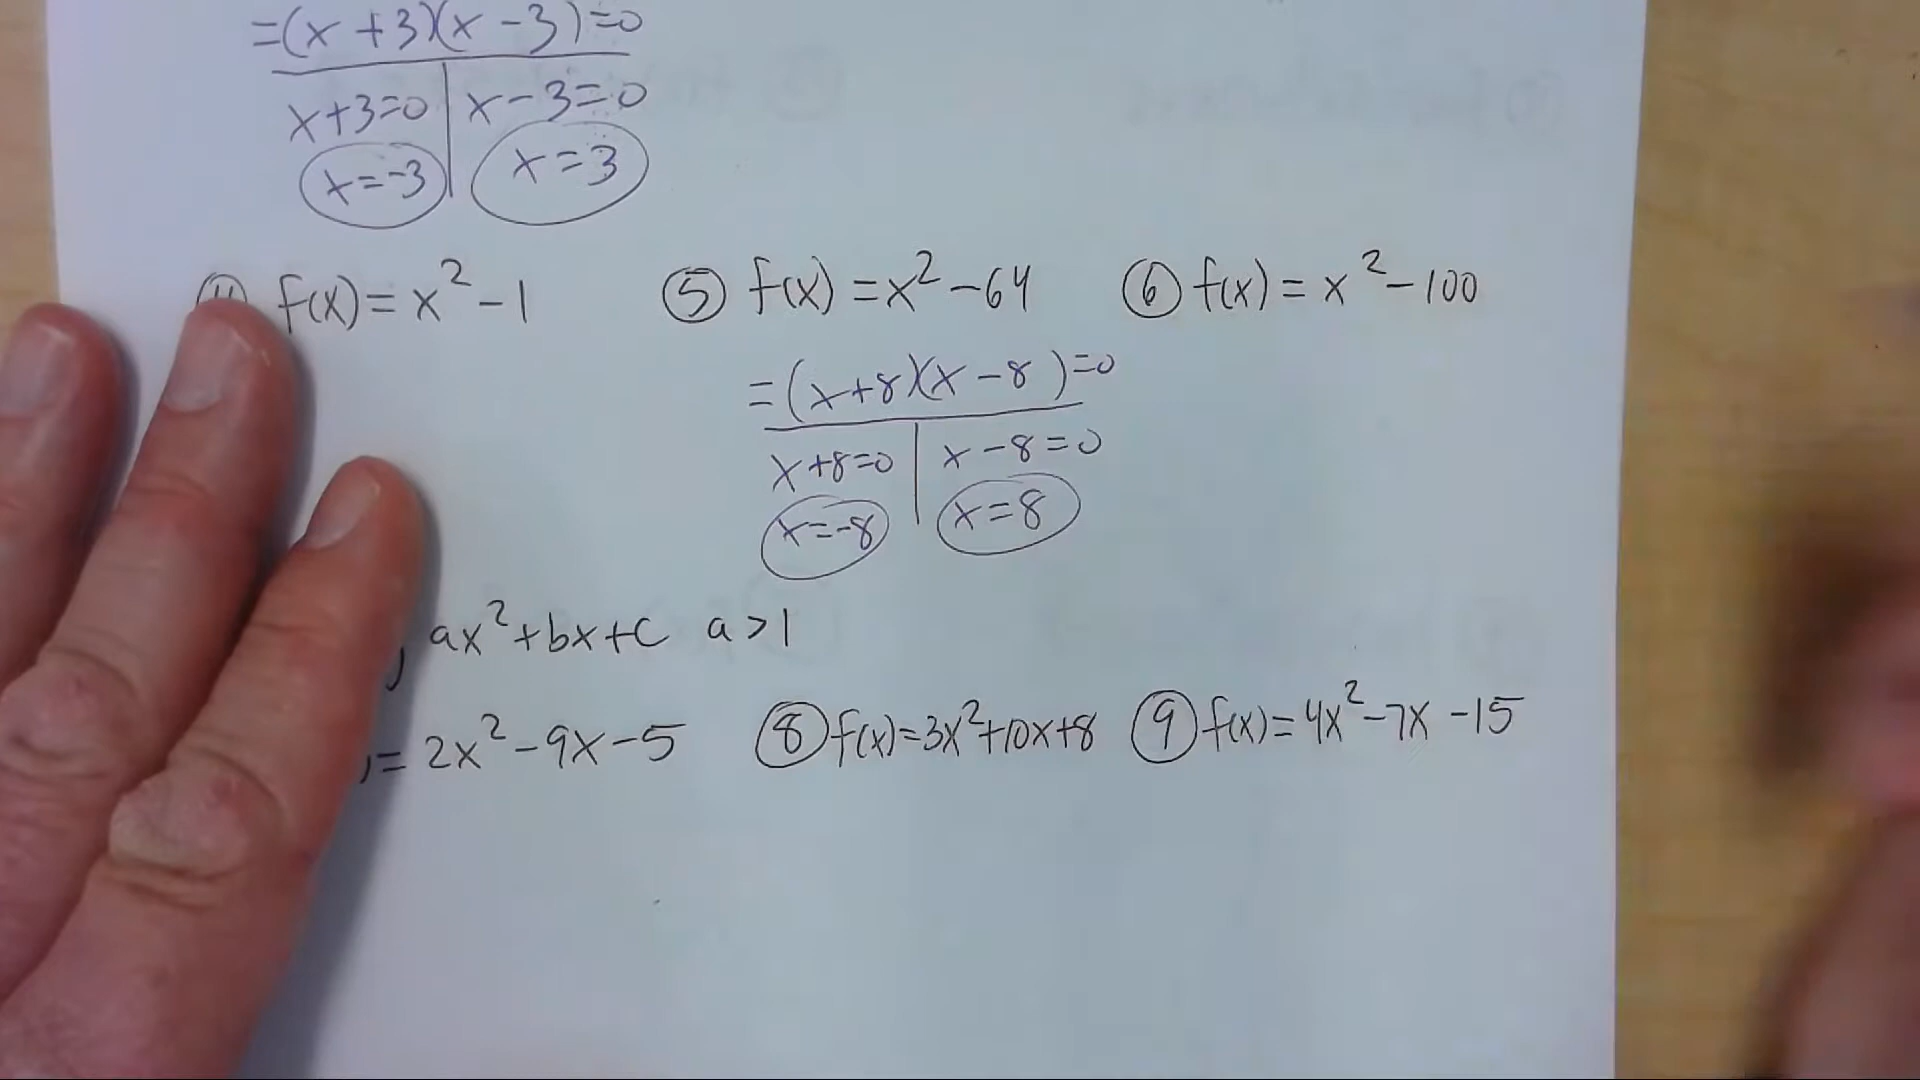 =(x+3)(x-3)=0
x+3=0 x-3=0
x=-3 x=3
④ f(x)=x²-1 ⑤ f(x)=x²-64 ⑥ f(x)=x²-100
=(x+8)(x-8)=0
x+8=0 x-8=0
x=-8 x=8
ax²+bx+c a>1
)=2x²-9x-5 ⑧ f(x)=3x²+10x+8 ⑨ f(x)=4x²-7x-15